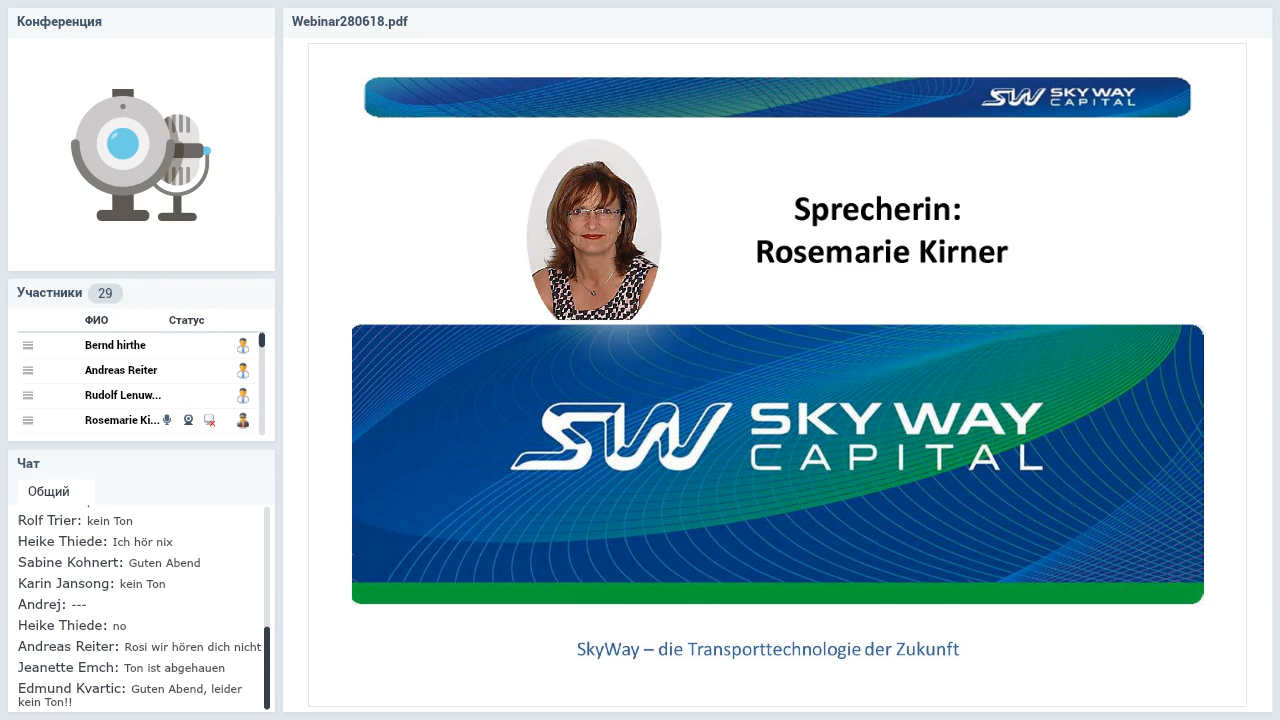 Конференция
Webinar280618.pdf
SW SKY WAY
CAPITAL
Sprecherin:
Rosemarie Kirner
SW SKY WAY
CAPITAL
SkyWay – die Transporttechnologie der Zukunft
Участники 29
ФИО Статус
Bernd hirthe
Andreas Reiter
Rudolf Lenuw...
Rosemarie Ki...
Чат
Общий
Rolf Trier: kein Ton
Heike Thiede: Ich hör nix
Sabine Kohnert: Guten Abend
Karin Jansong: kein Ton
Andrej: ---
Heike Thiede: no
Andreas Reiter: Rosi wir hören dich nicht
Jeanette Emch: Ton ist abgehauen
Edmund Kvartic: Guten Abend, leider
kein Ton!!